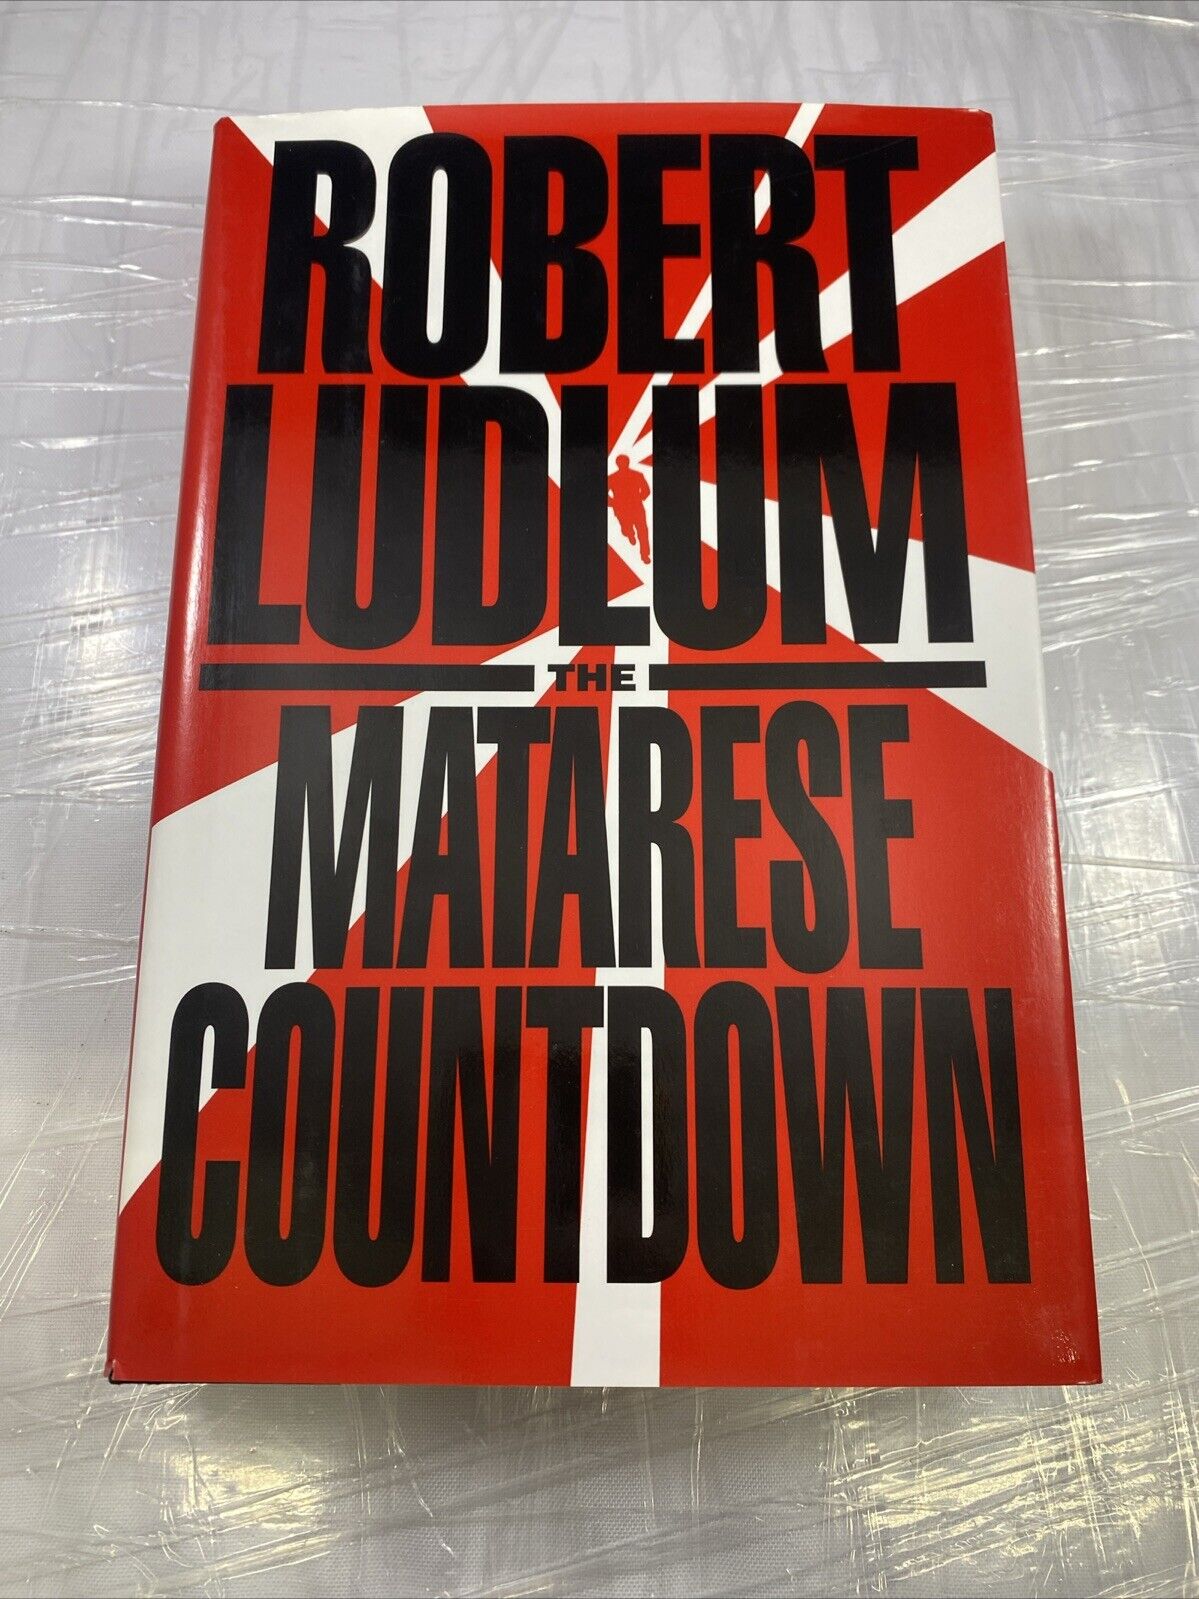 ROBERT
LUDLUM
THE
MATARESE
COUNTDOWN